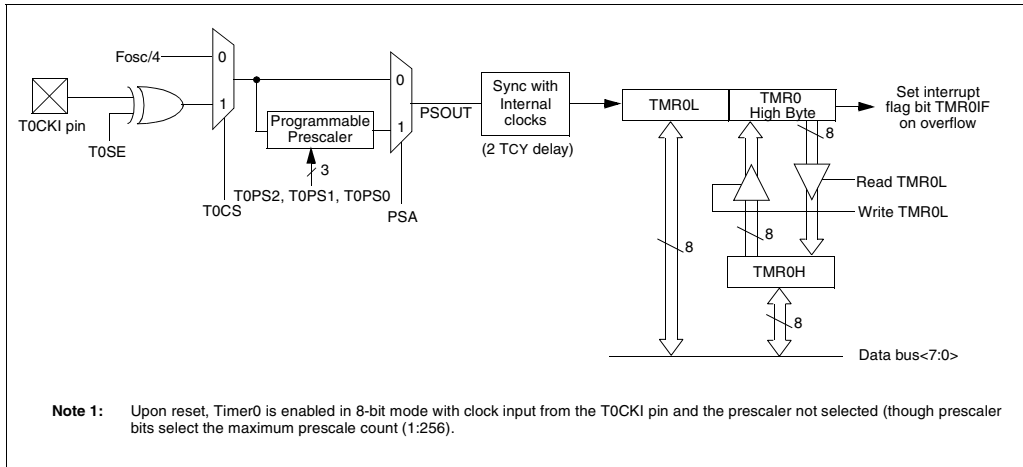 Fosc/4
0
1
T0CKI pin
T0SE
T0CS
Programmable
Prescaler
3
T0PS2, T0PS1, T0PS0
0
1
PSA
PSOUT
Sync with
Internal
clocks
(2 TCY delay)
TMR0L
TMR0
High Byte
Set interrupt
flag bit TMR0IF
on overflow
8
Read TMR0L
Write TMR0L
8
8
TMR0H
8
Data bus<7:0>
Note 1: Upon reset, Timer0 is enabled in 8-bit mode with clock input from the T0CKI pin and the prescaler not selected (though prescaler
bits select the maximum prescale count (1:256).